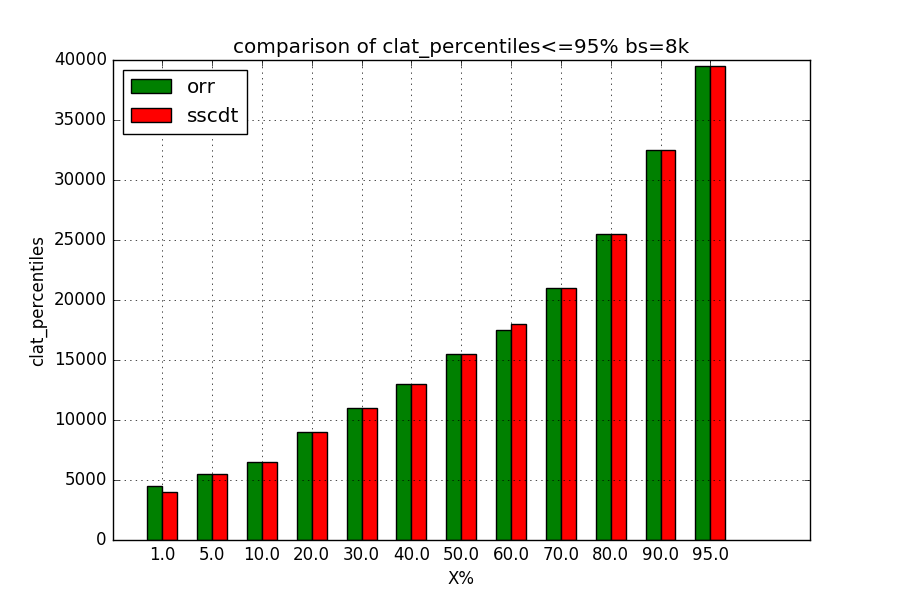 comparison of clat_percentiles<=95% bs=8k
40000
35000
30000
25000
20000
15000
10000
5000
0
clat_percentiles
orr
sscdt
1.0 5.0 10.0 20.0 30.0 40.0 50.0 60.0 70.0 80.0 90.0 95.0
X%